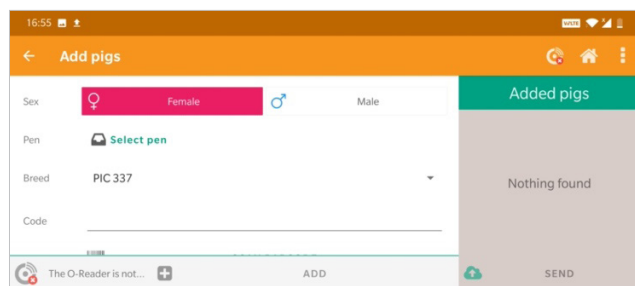 16:55
VoLTE
Add pigs
Sex
Female
Male
Added pigs
Pen
Select pen
Breed
PIC 337
Nothing found
Code
The O-Reader is not...
ADD
SEND